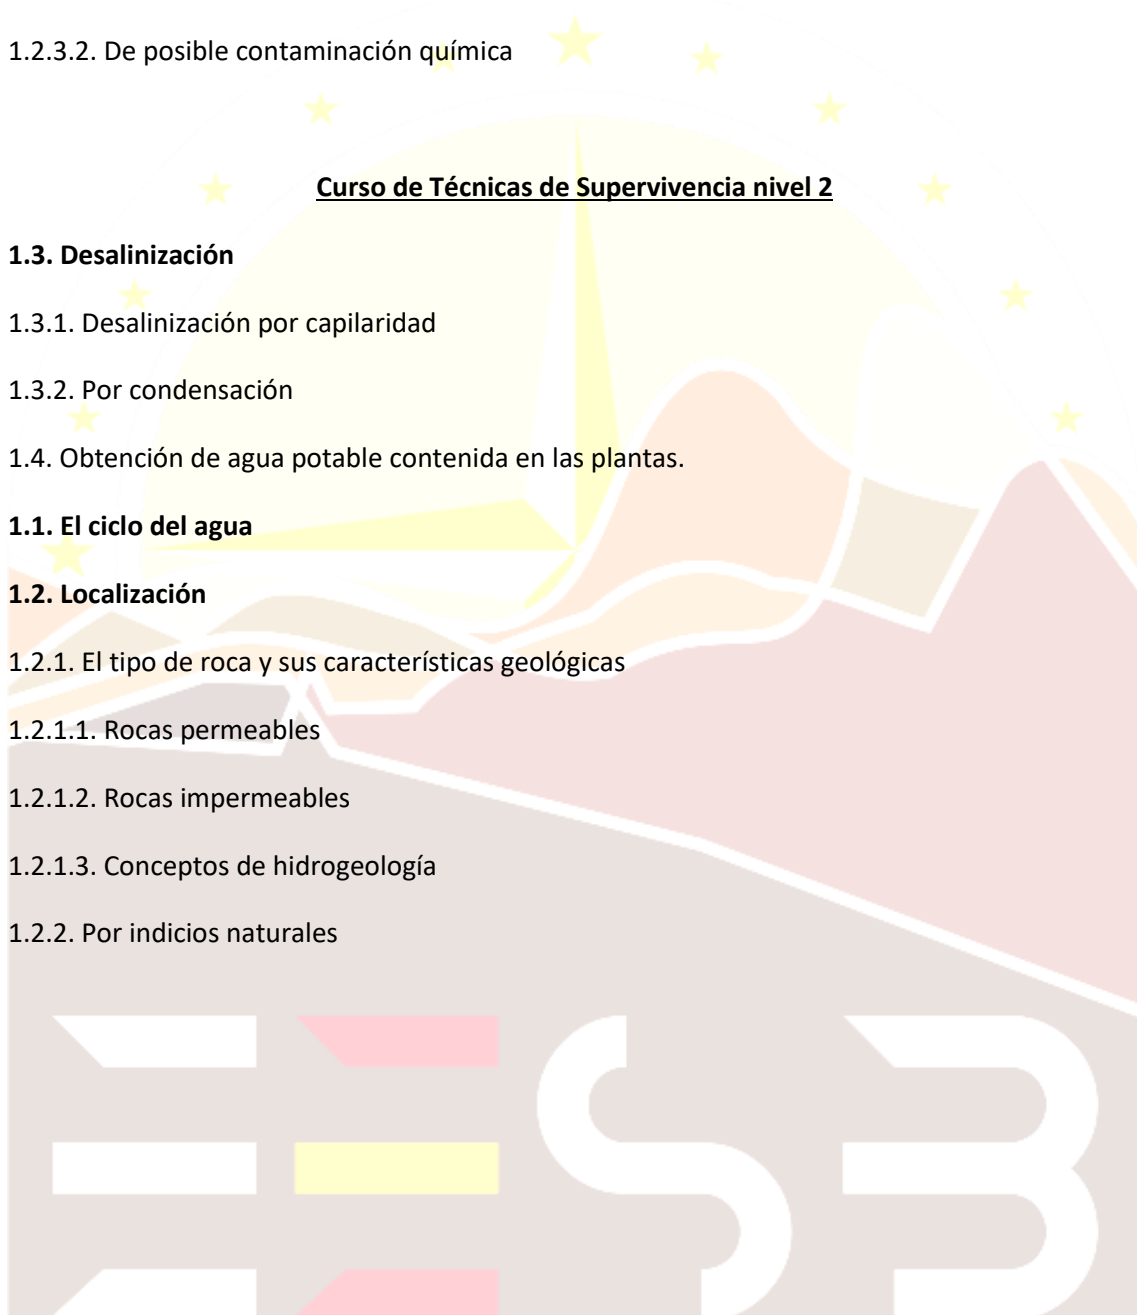 1.2.3.2. De posible contaminación química
Curso de Técnicas de Supervivencia nivel 2
1.3. Desalinización
1.3.1. Desalinización por capilaridad
1.3.2. Por condensación
1.4. Obtención de agua potable contenida en las plantas.
1.1. El ciclo del agua
1.2. Localización
1.2.1. El tipo de roca y sus características geológicas
1.2.1.1. Rocas permeables
1.2.1.2. Rocas impermeables
1.2.1.3. Conceptos de hidrogeología
1.2.2. Por indicios naturales
EESB